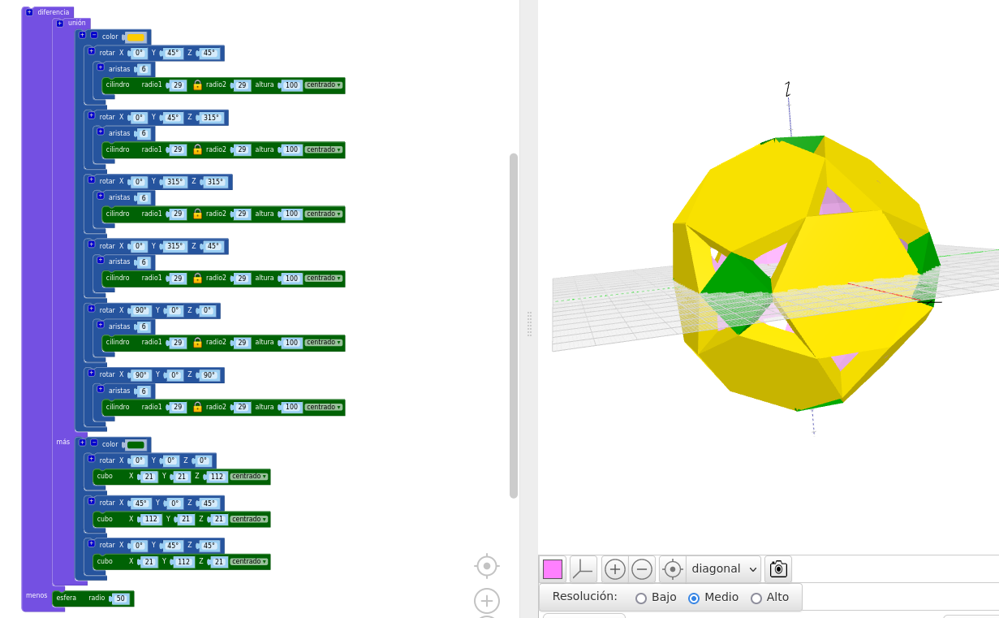 diferencia
unión
color
rotar X 0° Y 45° Z 45°
aristas 6
cilindro radio1 29 radio2 29 altura 100 centrado
rotar X 0° Y 45° Z 315°
aristas 6
cilindro radio1 29 radio2 29 altura 100 centrado
rotar X 0° Y 315° Z 315°
aristas 6
cilindro radio1 29 radio2 29 altura 100 centrado
rotar X 0° Y 315° Z 45°
aristas 6
cilindro radio1 29 radio2 29 altura 100 centrado
rotar X 90° Y 0° Z 0°
aristas 6
cilindro radio1 29 radio2 29 altura 100 centrado
rotar X 90° Y 0° Z 90°
aristas 6
cilindro radio1 29 radio2 29 altura 100 centrado
más color
rotar X 0° Y 0° Z 0°
cubo X 21 Y 21 Z 112 centrado
rotar X 45° Y 0° Z 45°
cubo X 112 Y 21 Z 21 centrado
rotar X 0° Y 45° Z 45°
cubo X 21 Y 112 Z 21 centrado
menos esfera radio 50
Z
diagonal
Resolución: Bajo Medio Alto